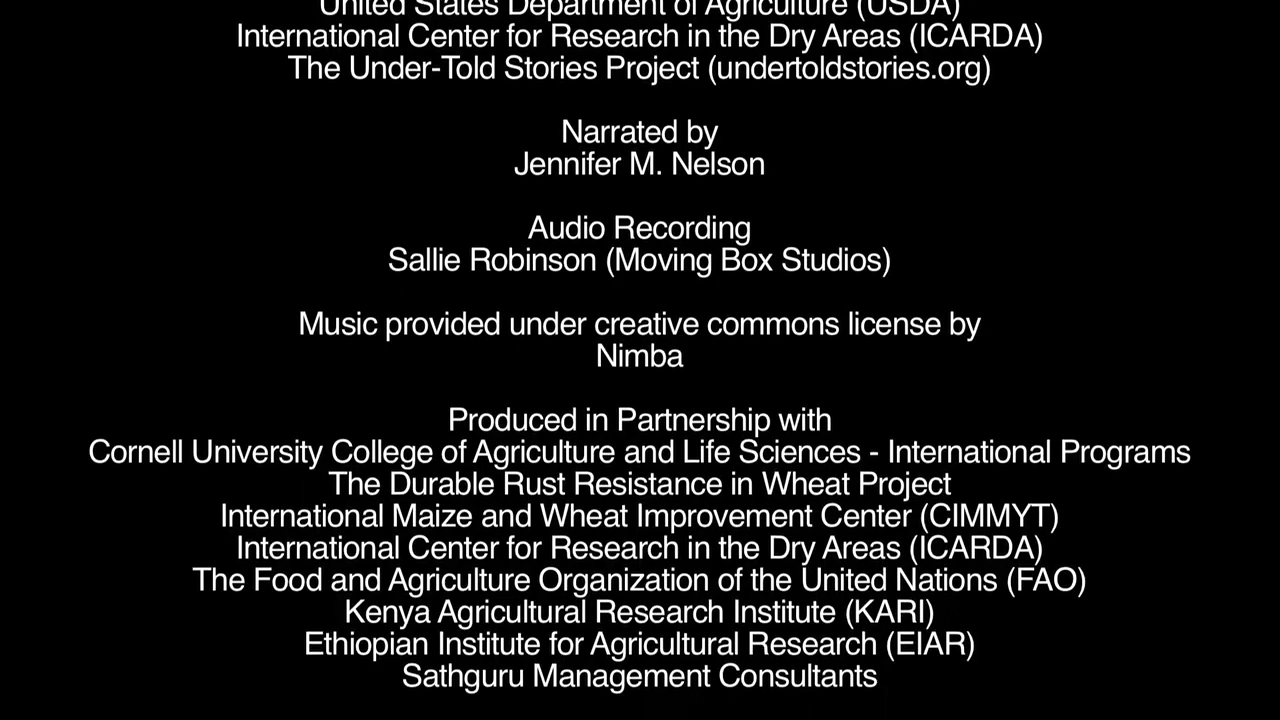 United States Department of Agriculture (USDA)
International Center for Research in the Dry Areas (ICARDA)
The Under-Told Stories Project (undertoldstories.org)
Narrated by
Jennifer M. Nelson
Audio Recording
Sallie Robinson (Moving Box Studios)
Music provided under creative commons license by
Nimba
Produced in Partnership with
Cornell University College of Agriculture and Life Sciences - International Programs
The Durable Rust Resistance in Wheat Project
International Maize and Wheat Improvement Center (CIMMYT)
International Center for Research in the Dry Areas (ICARDA)
The Food and Agriculture Organization of the United Nations (FAO)
Kenya Agricultural Research Institute (KARI)
Ethiopian Institute for Agricultural Research (EIAR)
Sathguru Management Consultants